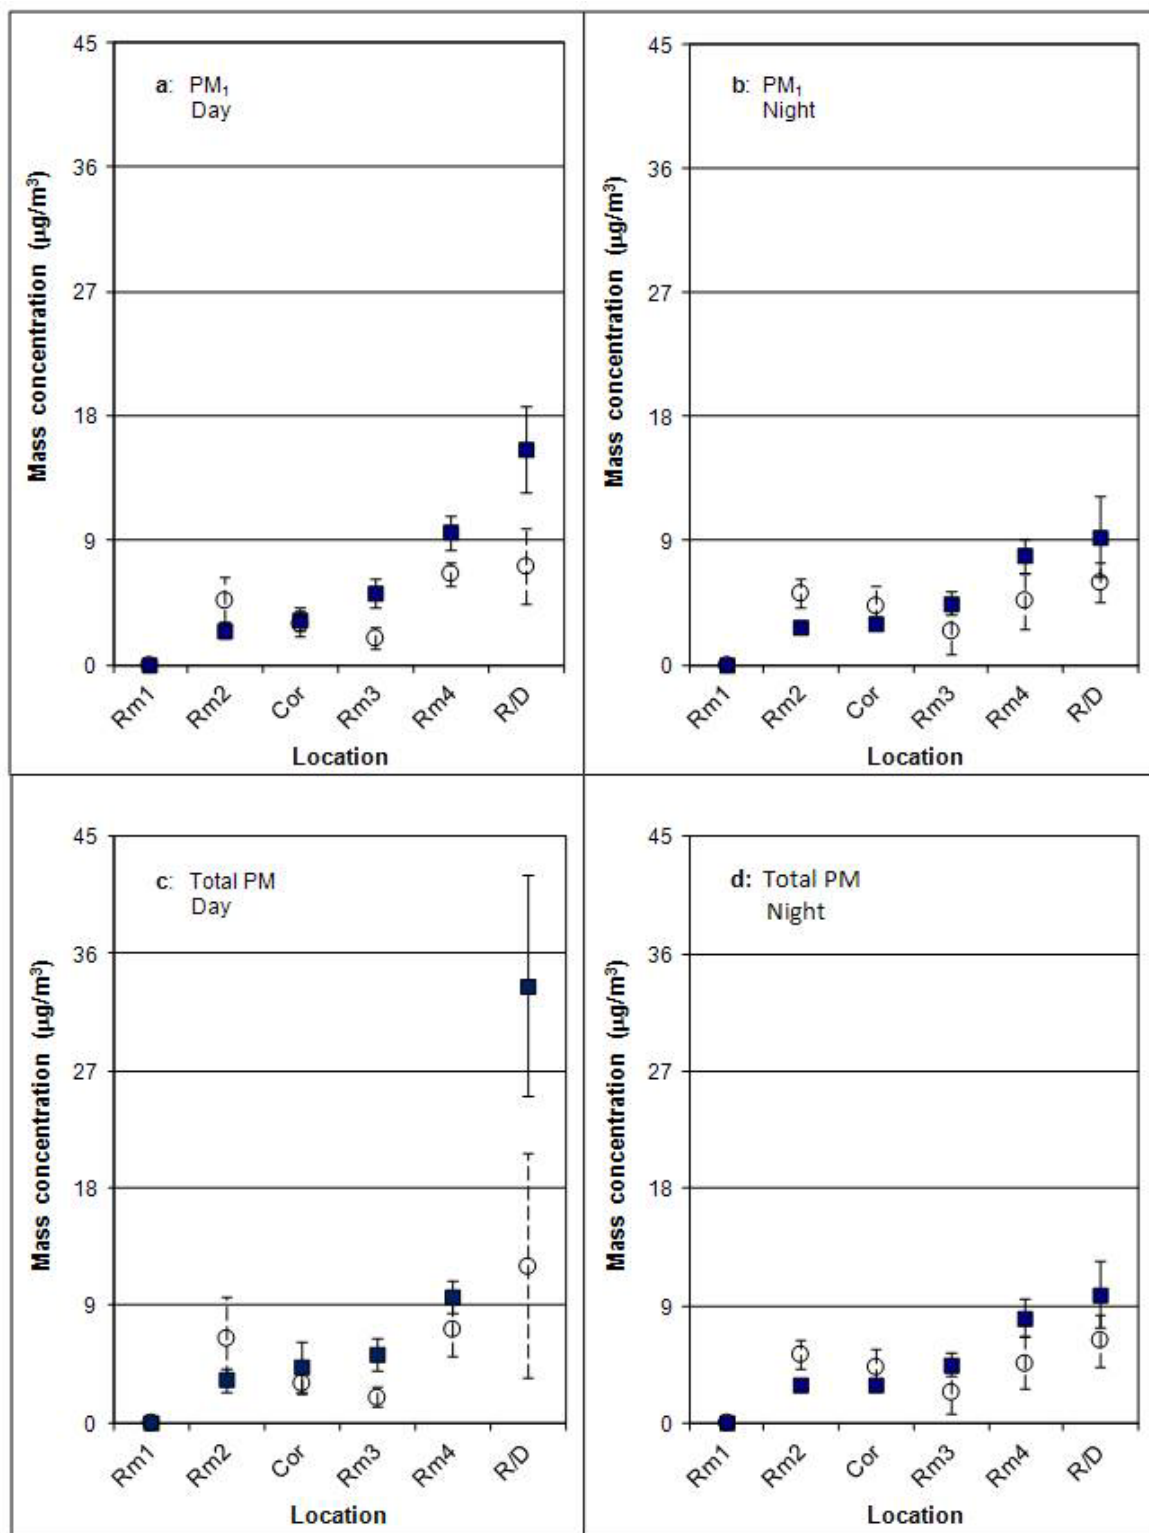 45
a: PM₁
Day
36
27
18
9
0
Mass concentration (µg/m³)
Rm1 Rm2 Cor Rm3 Rm4 R/D
Location
45
b: PM₁
Night
36
27
18
9
0
Mass concentration (µg/m³)
Rm1 Rm2 Cor Rm3 Rm4 R/D
Location
45
c: Total PM
Day
36
27
18
9
0
Mass concentration (µg/m³)
Rm1 Rm2 Cor Rm3 Rm4 R/D
Location
45
d: Total PM
Night
36
27
18
9
0
Mass concentration (µg/m³)
Rm1 Rm2 Cor Rm3 Rm4 R/D
Location